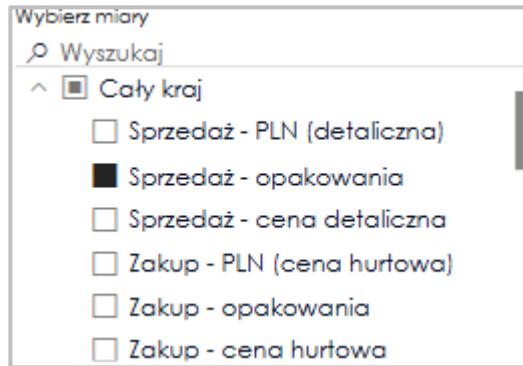 Wybierz miary
Wyszukaj
Cały kraj
Sprzedaż - PLN (detaliczna)
Sprzedaż - opakowania
Sprzedaż - cena detaliczna
Zakup - PLN (cena hurtowa)
Zakup - opakowania
Zakup - cena hurtowa